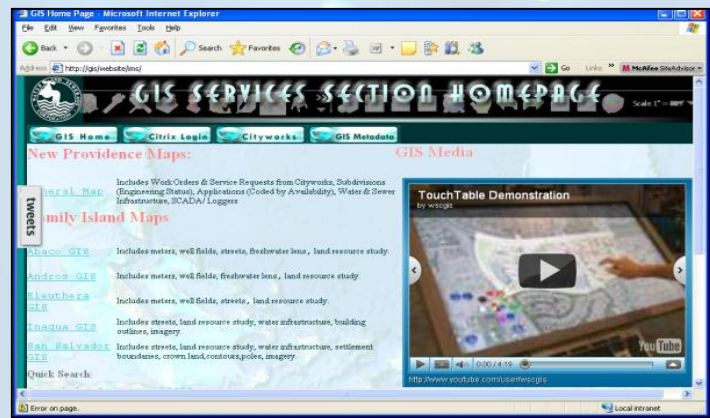 GIS Home Page - Microsoft Internet Explorer
File Edit View Favorites Tools Help
Back Search Favorites
Address http://gis/website/ims/ Go Links » McAfee SiteAdvisor
GIS SERVICES SECTION HOMEPAGE
Scale 1" =
GIS Home Citrix Login Cityworks GIS Metadata
New Providence Maps:
GIS Media
General Map
Includes Work Orders & Service Requests from Cityworks, Subdivisions
(Engineering Status), Applications (Coded by Availability), Water & Sewer
Infrastructure, SCADA/ Loggers
tweets
Family Island Maps
Abaco GIS Includes meters, well fields, streets, freshwater lens, land resource study.
Andros GIS Includes meters, well fields, freshwater lens, land resource study.
Eleuthera
GIS
Includes meters, well fields, streets, land resource study.
Inagua GIS
Includes streets, land resource study, water infrastructure, building
outlines, imagery.
San Salvador
GIS
Includes streets, land resource study, water infrastructure, settlement
boundaries, crown land,contours,poles, imagery.
Quick Search:
TouchTable Demonstration
by wscgis
YouTube
0:00 / 4:19
http://www.youtube.com/user/wscgis
Error on page.
Local intranet